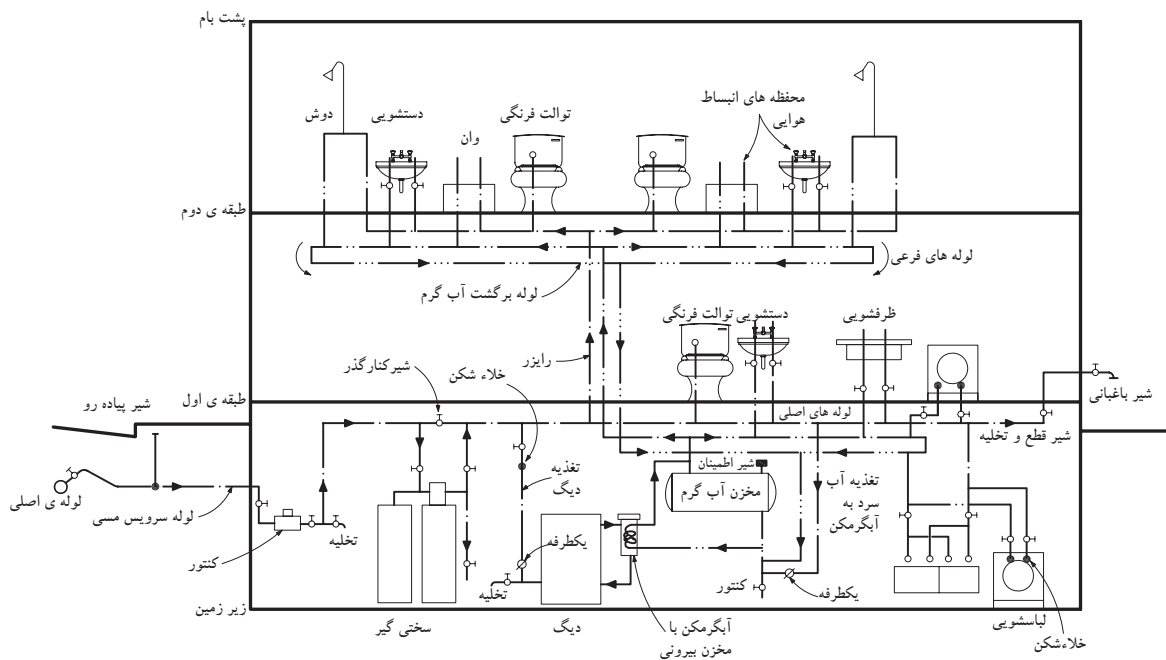 پشت بام
دوش
دستشویی
وان
توالت فرنگی
محفظه های انبساط
هوایی
طبقه ی دوم
لوله های فرعی
لوله برگشت آب گرم
رایزر
توالت فرنگی
دستشویی
ظرفشویی
شیرکنارگذر
خلاء شکن
شیر باغبانی
طبقه ی اول
شیر پیاده رو
لوله های اصلی
شیر قطع و تخلیه
لوله ی اصلی
لوله سرویس مسی
کنتور
تخلیه
تغذیه
دیگ
شیر اطمینان
مخزن آب گرم
تغذیه آب
سرد به
آبگرمکن
یکطرفه
تخلیه
کنتور
یکطرفه
زیر زمین
سختی گیر
دیگ
آبگرمکن با
مخزن بیرونی
لباسشویی
خلاءشکن